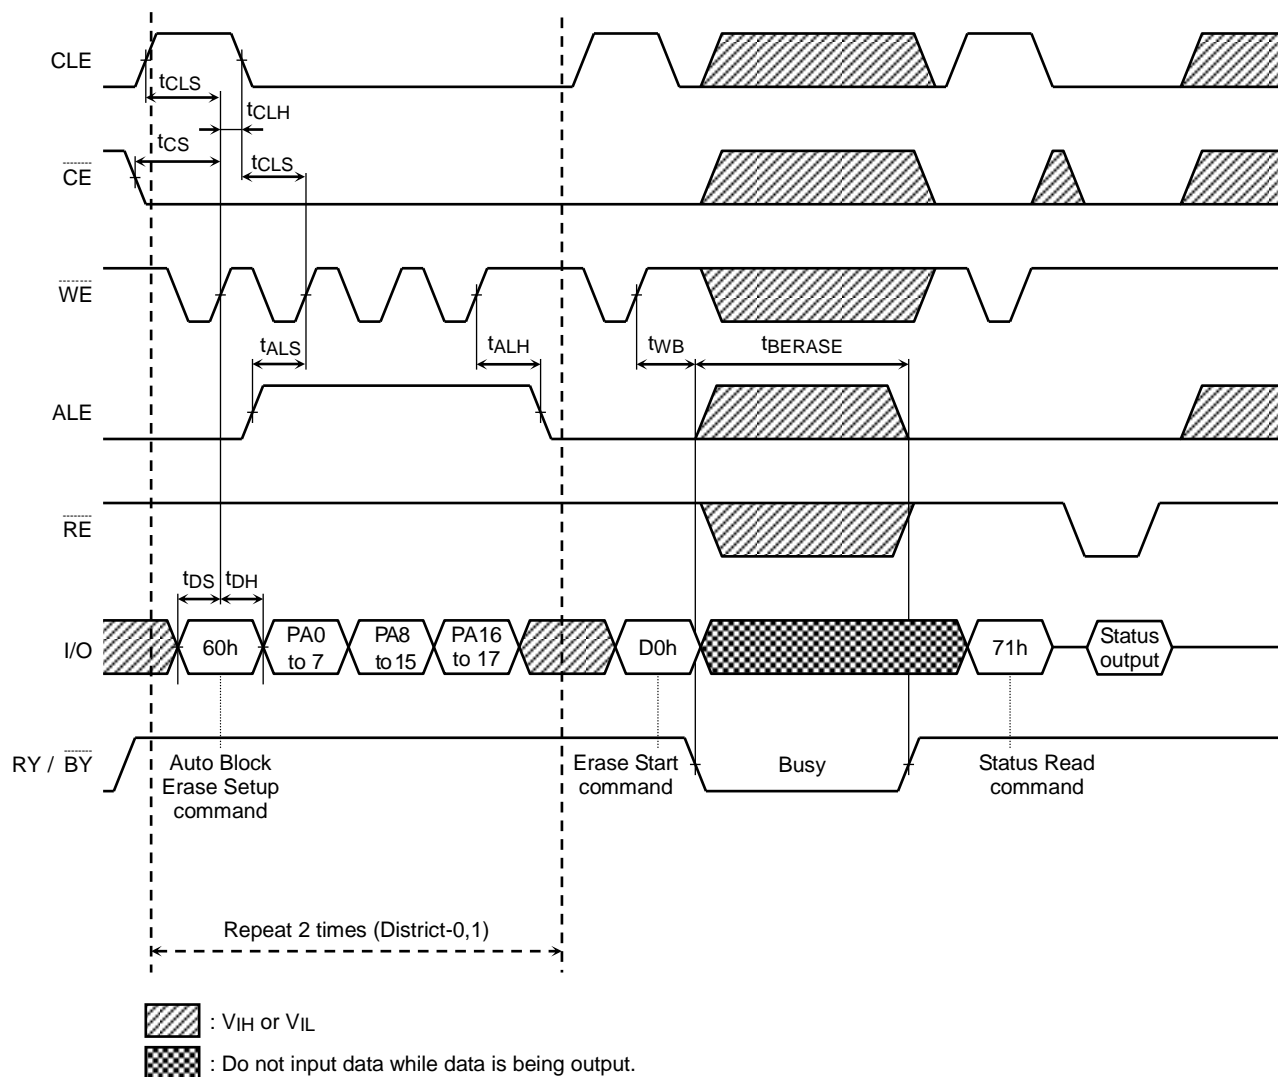 CLE
tCLS
tCLH
tCS
CE
tCLS
WE
tALS
tALH
tWB
tBERASE
ALE
RE
tDS
tDH
I/O
60h
PA0
to 7
PA8
to 15
PA16
to 17
D0h
71h
Status
output
RY / BY
Auto Block
Erase Setup
command
Erase Start
command
Busy
Status Read
command
Repeat 2 times (District-0,1)
: VIH or VIL
: Do not input data while data is being output.